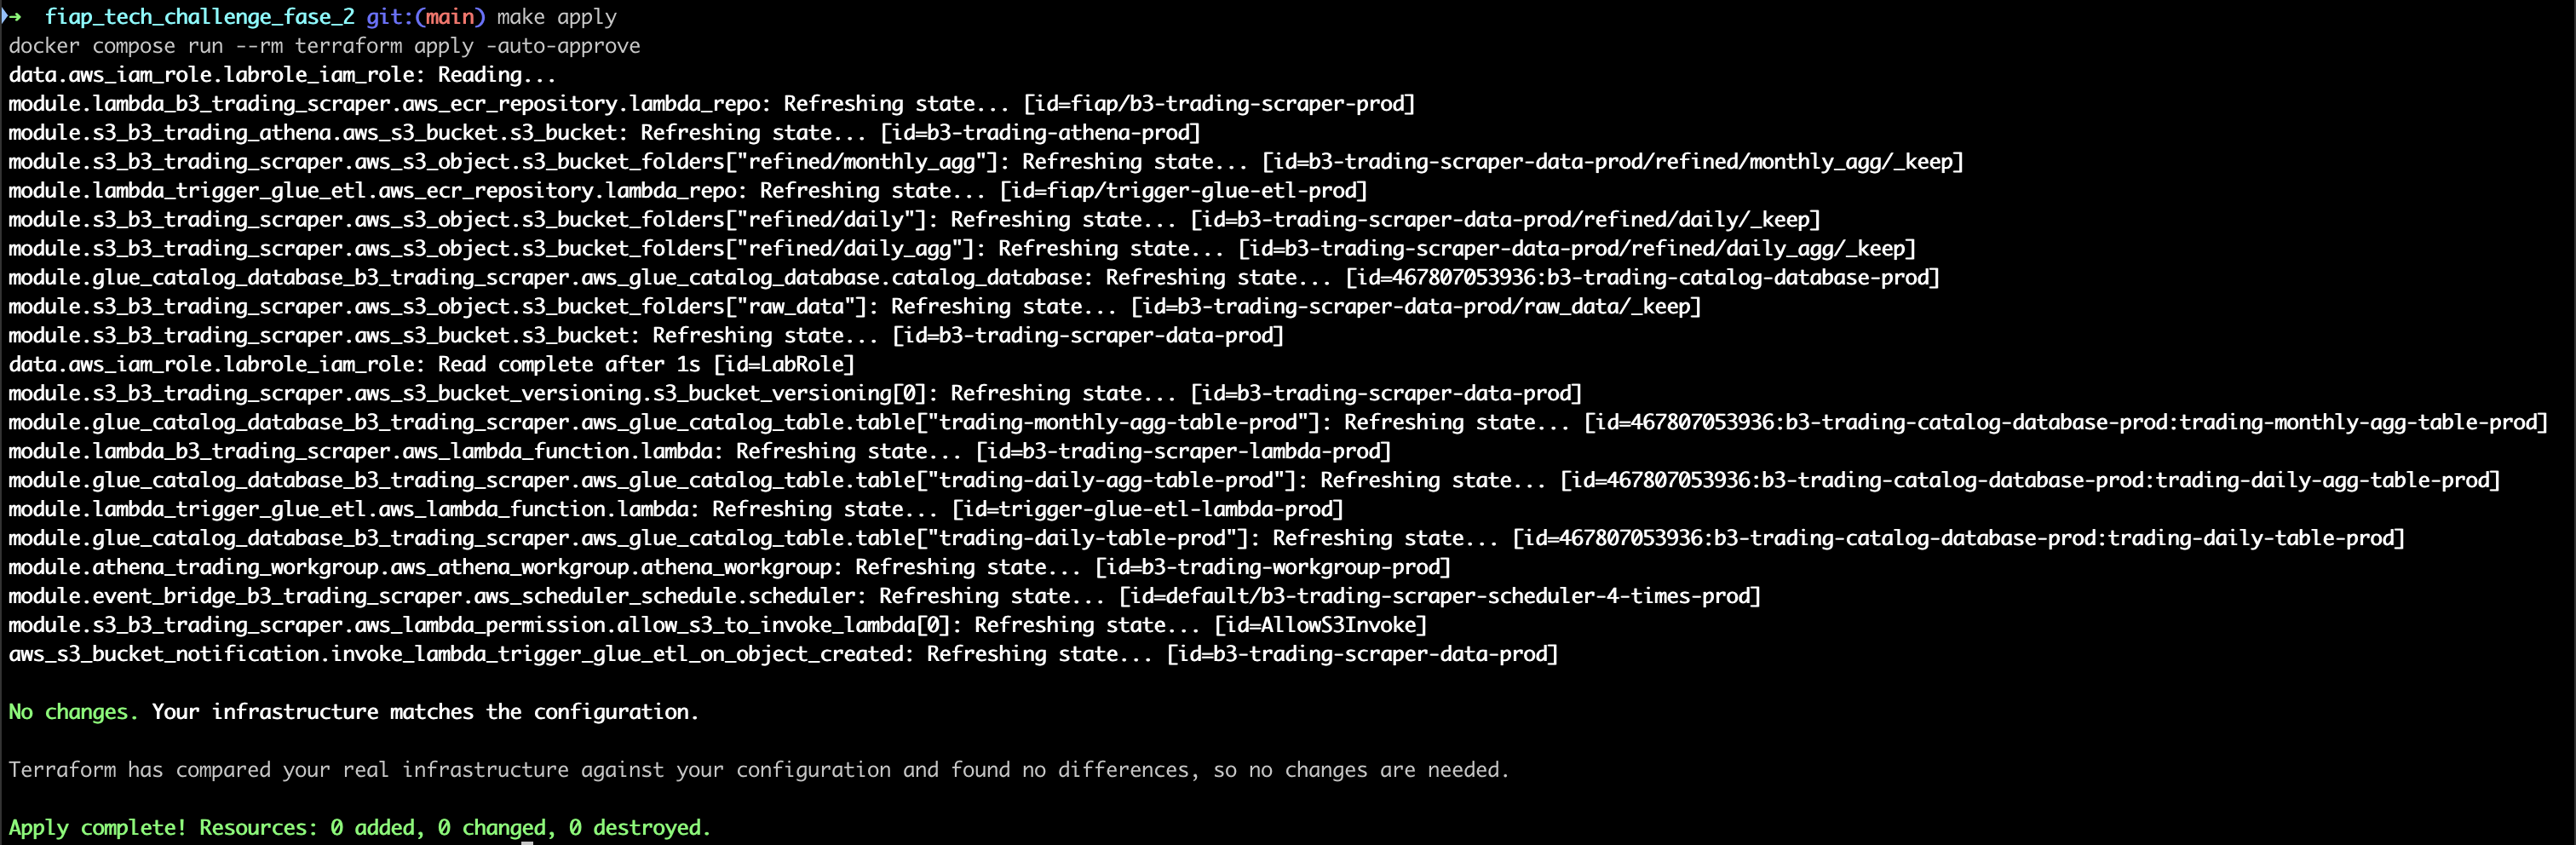 → fiap_tech_challenge_fase_2 git:(main) make apply
docker compose run --rm terraform apply -auto-approve
data.aws_iam_role.labrole_iam_role: Reading...
module.lambda_b3_trading_scraper.aws_ecr_repository.lambda_repo: Refreshing state... [id=fiap/b3-trading-scraper-prod]
module.s3_b3_trading_athena.aws_s3_bucket.s3_bucket: Refreshing state... [id=b3-trading-athena-prod]
module.s3_b3_trading_scraper.aws_s3_object.s3_bucket_folders["refined/monthly_agg"]: Refreshing state... [id=b3-trading-scraper-data-prod/refined/monthly_agg/_keep]
module.lambda_trigger_glue_etl.aws_ecr_repository.lambda_repo: Refreshing state... [id=fiap/trigger-glue-etl-prod]
module.s3_b3_trading_scraper.aws_s3_object.s3_bucket_folders["refined/daily"]: Refreshing state... [id=b3-trading-scraper-data-prod/refined/daily/_keep]
module.s3_b3_trading_scraper.aws_s3_object.s3_bucket_folders["refined/daily_agg"]: Refreshing state... [id=b3-trading-scraper-data-prod/refined/daily_agg/_keep]
module.glue_catalog_database_b3_trading_scraper.aws_glue_catalog_database.catalog_database: Refreshing state... [id=467807053936:b3-trading-catalog-database-prod]
module.s3_b3_trading_scraper.aws_s3_object.s3_bucket_folders["raw_data"]: Refreshing state... [id=b3-trading-scraper-data-prod/raw_data/_keep]
module.s3_b3_trading_scraper.aws_s3_bucket.s3_bucket: Refreshing state... [id=b3-trading-scraper-data-prod]
data.aws_iam_role.labrole_iam_role: Read complete after 1s [id=LabRole]
module.s3_b3_trading_scraper.aws_s3_bucket_versioning.s3_bucket_versioning[0]: Refreshing state... [id=b3-trading-scraper-data-prod]
module.glue_catalog_database_b3_trading_scraper.aws_glue_catalog_table.table["trading-monthly-agg-table-prod"]: Refreshing state... [id=467807053936:b3-trading-catalog-database-prod:trading-monthly-agg-table-prod]
module.lambda_b3_trading_scraper.aws_lambda_function.lambda: Refreshing state... [id=b3-trading-scraper-lambda-prod]
module.glue_catalog_database_b3_trading_scraper.aws_glue_catalog_table.table["trading-daily-agg-table-prod"]: Refreshing state... [id=467807053936:b3-trading-catalog-database-prod:trading-daily-agg-table-prod]
module.lambda_trigger_glue_etl.aws_lambda_function.lambda: Refreshing state... [id=trigger-glue-etl-lambda-prod]
module.glue_catalog_database_b3_trading_scraper.aws_glue_catalog_table.table["trading-daily-table-prod"]: Refreshing state... [id=467807053936:b3-trading-catalog-database-prod:trading-daily-table-prod]
module.athena_trading_workgroup.aws_athena_workgroup.athena_workgroup: Refreshing state... [id=b3-trading-workgroup-prod]
module.event_bridge_b3_trading_scraper.aws_scheduler_schedule.scheduler: Refreshing state... [id=default/b3-trading-scraper-scheduler-4-times-prod]
module.s3_b3_trading_scraper.aws_lambda_permission.allow_s3_to_invoke_lambda[0]: Refreshing state... [id=AllowS3Invoke]
aws_s3_bucket_notification.invoke_lambda_trigger_glue_etl_on_object_created: Refreshing state... [id=b3-trading-scraper-data-prod]
No changes. Your infrastructure matches the configuration.
Terraform has compared your real infrastructure against your configuration and found no differences, so no changes are needed.
Apply complete! Resources: 0 added, 0 changed, 0 destroyed.